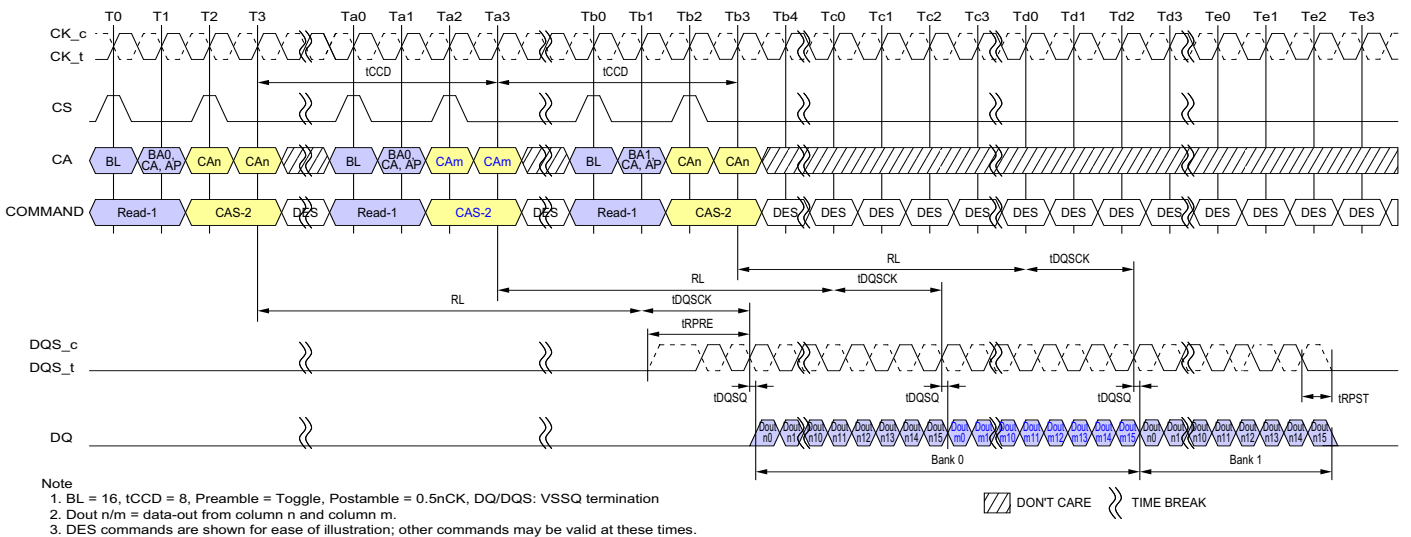 T0 T1 T2 T3 Ta0 Ta1 Ta2 Ta3 Tb0 Tb1 Tb2 Tb3 Tb4 Tc0 Tc1 Tc2 Tc3 Td0 Td1 Td2 Td3 Te0 Te1 Te2 Te3
CK_c
CK_t
tCCD tCCD
CS
CA BL BA0, CA, AP CAn CAn BL BA0, CA, AP CAm CAm BL BA1, CA, AP CAn CAn
COMMAND Read-1 CAS-2 DES Read-1 CAS-2 DES Read-1 CAS-2 DES DES DES DES DES DES DES DES DES DES DES DES DES
RL tDQSCK
RL tDQSCK
RL tDQSCK
tRPRE
DQS_c
DQS_t
tDQSQ tDQSQ tDQSQ tRPST
DQ Dout n0 Dout n1 Dout n10 Dout n11 Dout n12 Dout n13 Dout n14 Dout n15 Dout m0 Dout m1 Dout m10 Dout m11 Dout m12 Dout m13 Dout m14 Dout m15 Dout n0 Dout n1 Dout n10 Dout n11 Dout n12 Dout n13 Dout n14 Dout n15
Bank 0 Bank 1
Note
1. BL = 16, tCCD = 8, Preamble = Toggle, Postamble = 0.5nCK, DQ/DQS: VSSQ termination
2. Dout n/m = data-out from column n and column m.
3. DES commands are shown for ease of illustration; other commands may be valid at these times.
DON'T CARE TIME BREAK